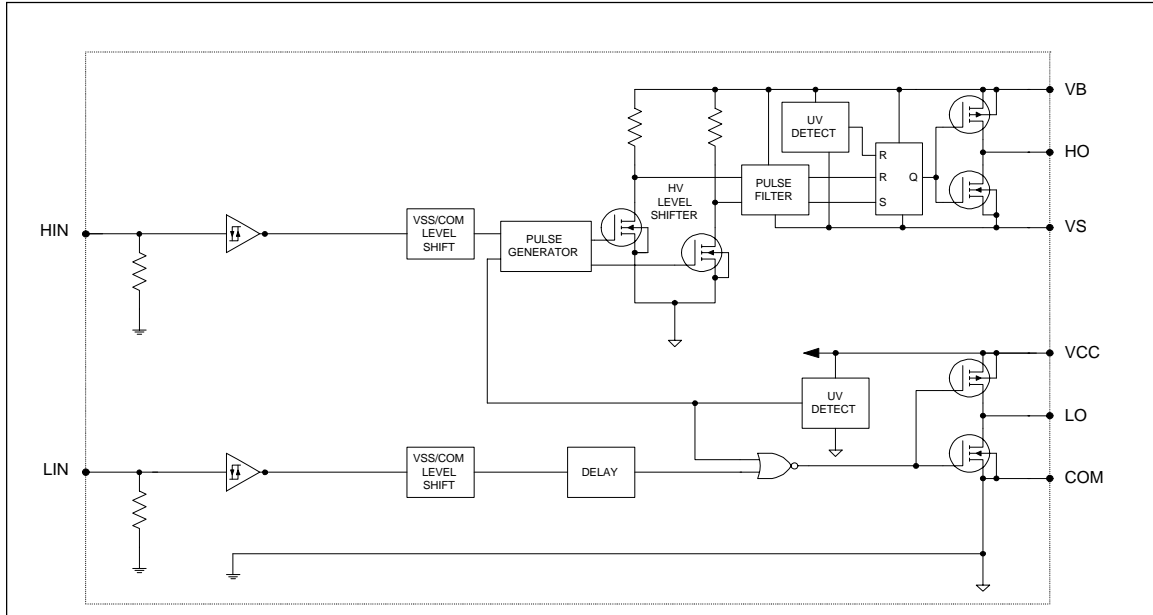 VB
UV
DETECT
R
HO
R
Q
PULSE
FILTER
S
HV
LEVEL
SHIFTER
VSS/COM
LEVEL
SHIFT
HIN
PULSE
GENERATOR
VS
VCC
UV
DETECT
LO
VSS/COM
LEVEL
SHIFT
LIN
DELAY
COM